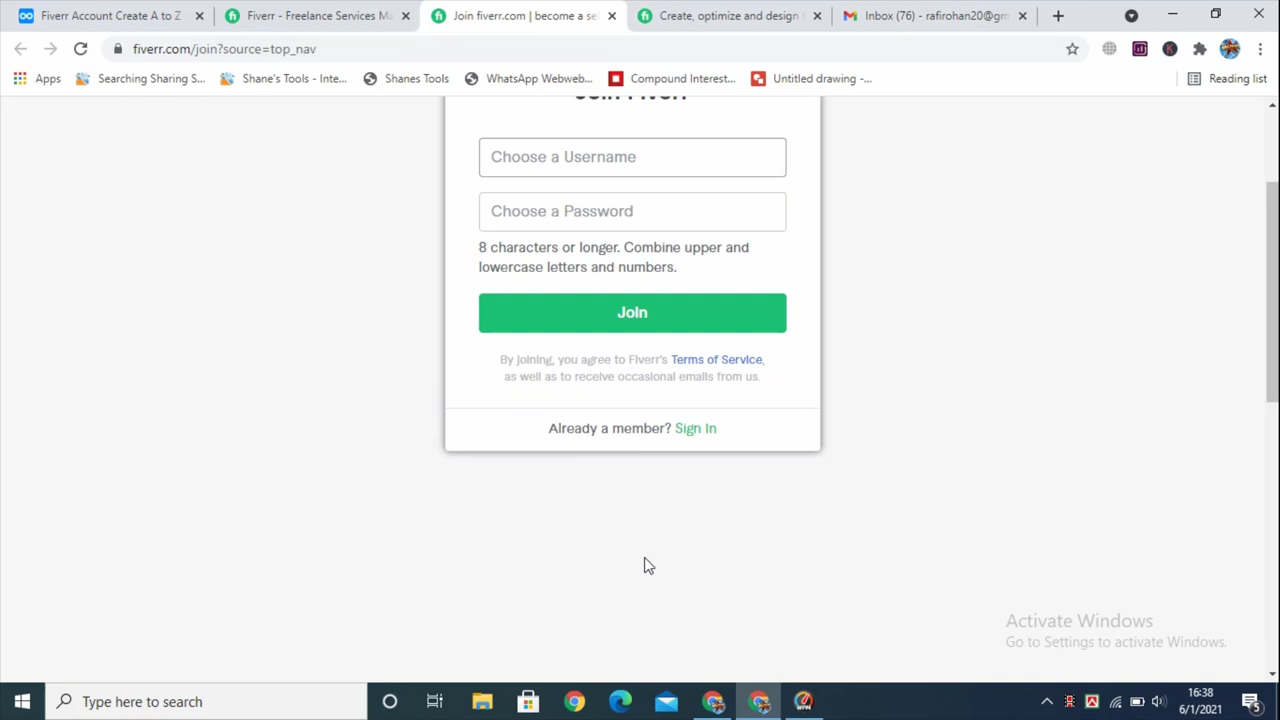 Fiverr Account Create A to Z -
Fiverr - Freelance Services Ma
Join fiverr.com | become a se
Create, optimize and design f
Inbox (76) - rafirohan20@gm
fiverr.com/join?source=top_nav
Apps
Searching Sharing S...
Shane's Tools - Inte...
Shanes Tools
WhatsApp Webweb...
Compound Interest...
Untitled drawing –...
Reading list
Join Fiverr
Choose a Username
Choose a Password
8 characters or longer. Combine upper and
lowercase letters and numbers.
Join
By joining, you agree to Fiverr's Terms of Service,
as well as to receive occasional emails from us.
Already a member? Sign In
Activate Windows
Go to Settings to activate Windows.
Type here to search
16:38
6/1/2021
5